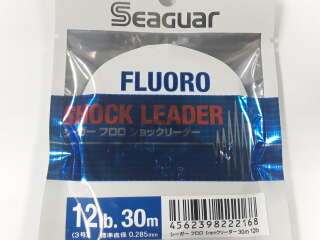 Seaguar
FLUORO
SHOCK LEADER
シーガー フロロ ショックリーダー
12lb. 30m
(3号) 標準直径 0.285mm
4562398222168
シーガー フロロ ショックリーダー 30m 12lb